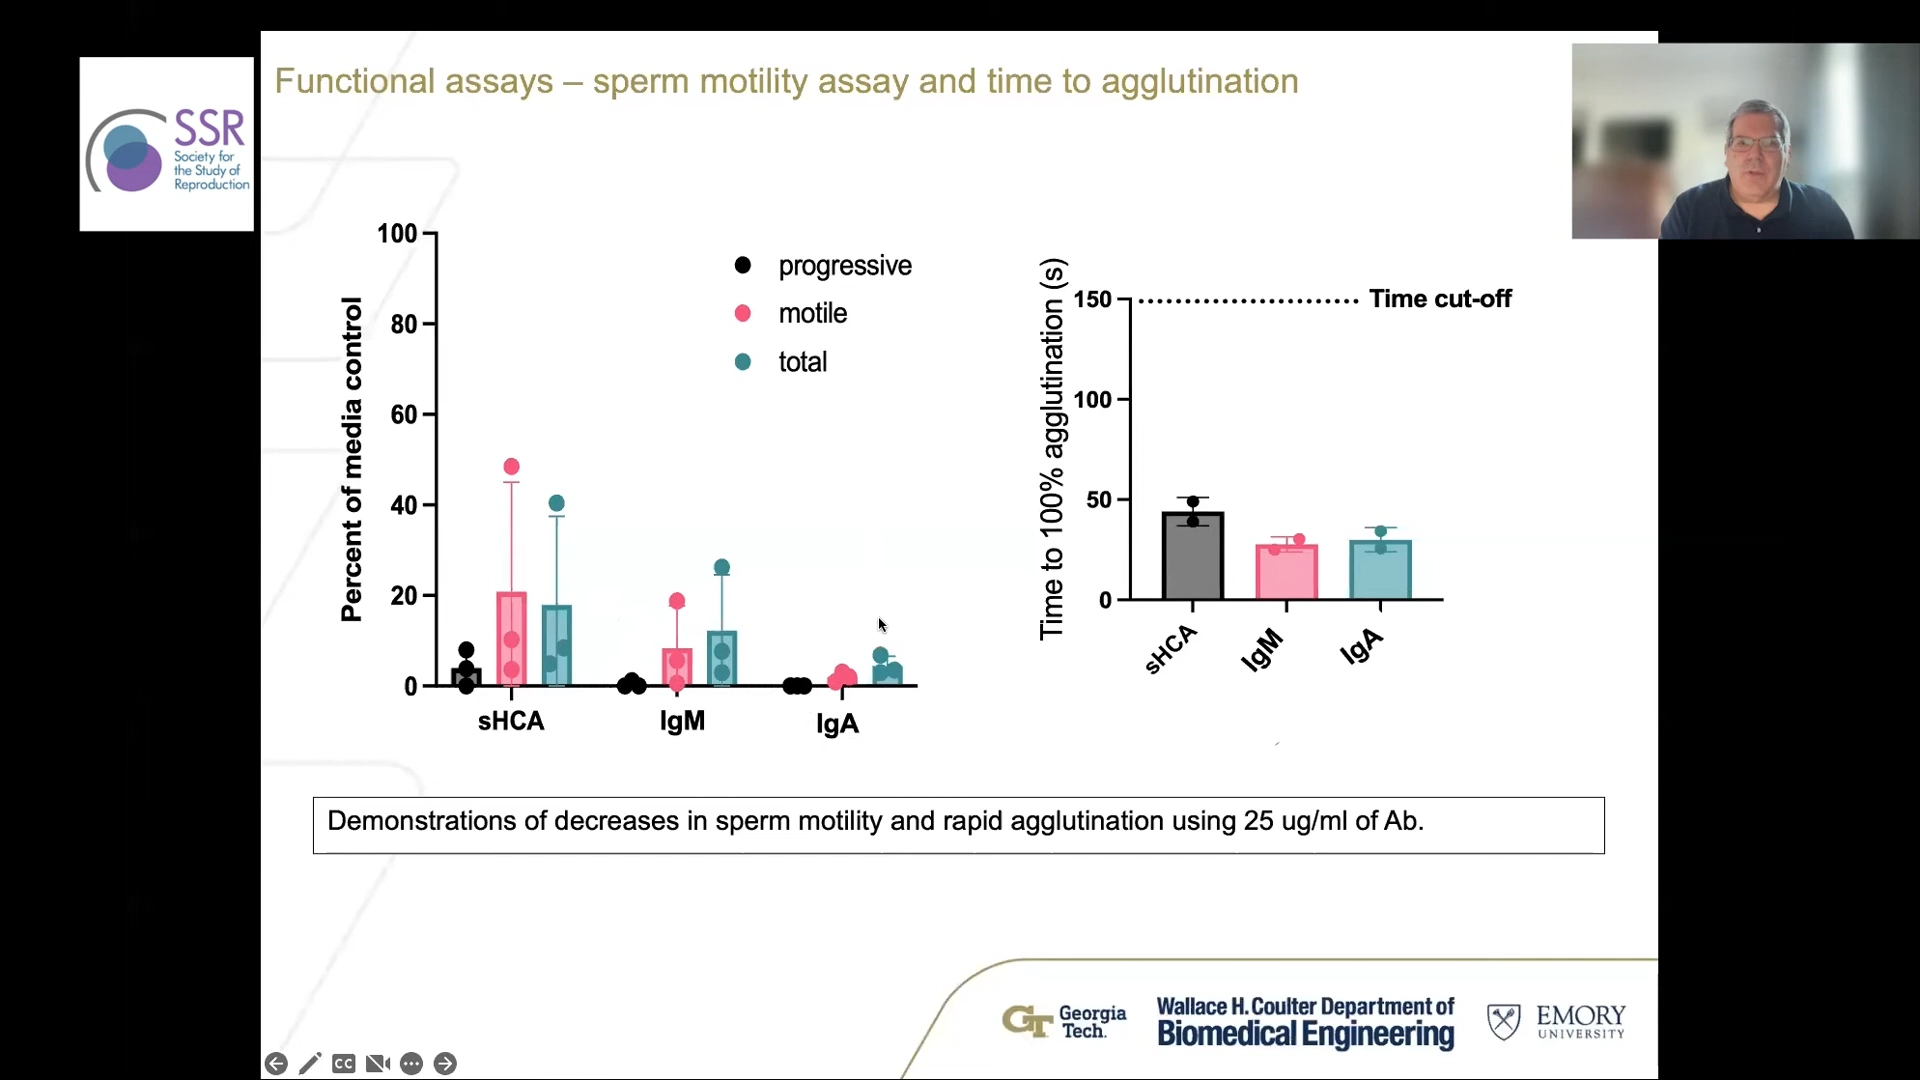 Functional assays – sperm motility assay and time to agglutination
SSR
Society for
the Study of
Reproduction
Percent of media control
100
80
60
40
20
0
progressive
motile
total
sHCA
IgM
IgA
Time to 100% agglutination (s)
150
100
50
0
Time cut-off
sHCA
IgM
IgA
Demonstrations of decreases in sperm motility and rapid agglutination using 25 ug/ml of Ab.
GT
Georgia
Tech.
Wallace H. Coulter Department of
Biomedical Engineering
EMORY
UNIVERSITY
CC